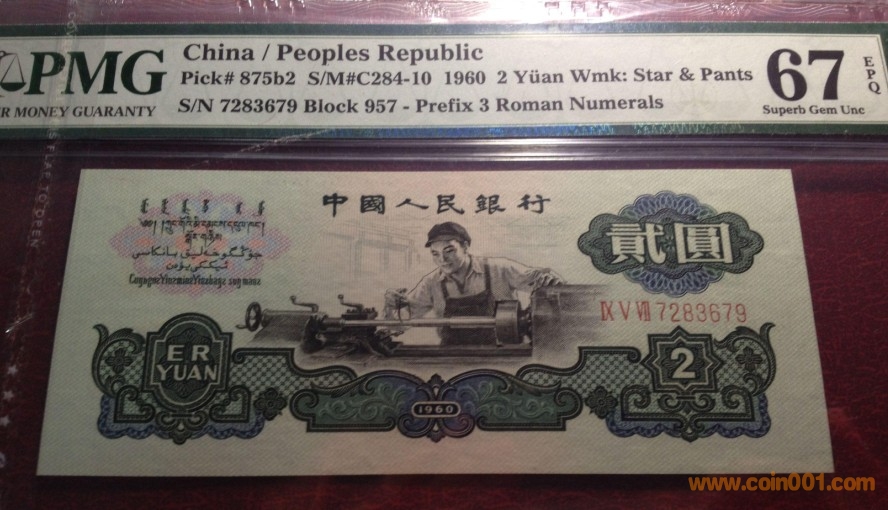 PMG
ER MONEY GUARANTY
China / Peoples Republic
Pick# 875b2 S/M#C284-10 1960 2 Yüan Wmk: Star & Pants
S/N 7283679 Block 957 - Prefix 3 Roman Numerals
67
EPQ
Superb Gem Unc
中國人民銀行
貳圓
IX V VII 7283679
ER
YUAN
2
1960
www.coin001.com